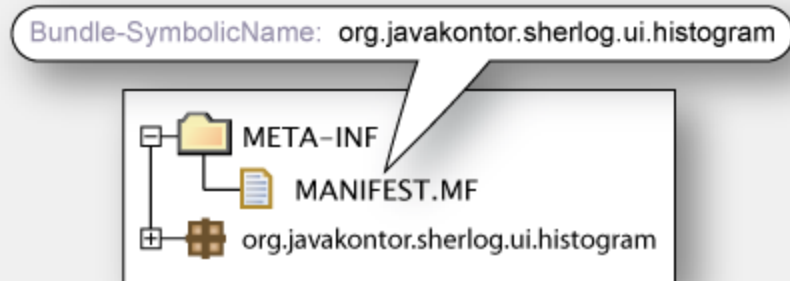 Bundle-SymbolicName: org.javakontor.sherlog.ui.histogram
META-INF
MANIFEST.MF
org.javakontor.sherlog.ui.histogram